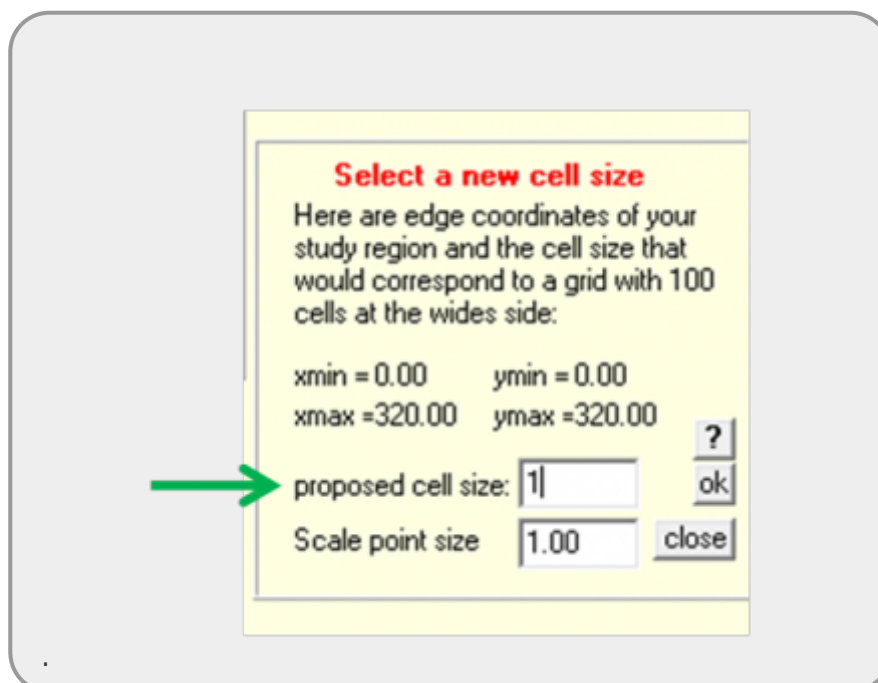 Select a new cell size
Here are edge coordinates of your
study region and the cell size that
would correspond to a grid with 100
cells at the wides side:
xmin = 0.00 ymin = 0.00
xmax =320.00 ymax =320.00
?
proposed cell size: 1 ok
Scale point size 1.00 close
.